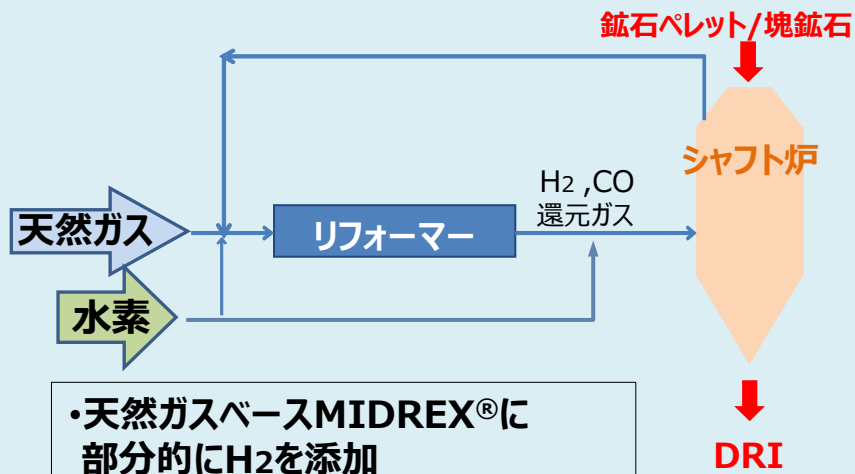 鉱石ペレット/塊鉱石
シャフト炉
H2 ,CO
還元ガス
天然ガス
リフォーマー
水素
・天然ガスベースMIDREX®に
部分的にH2を添加
DRI